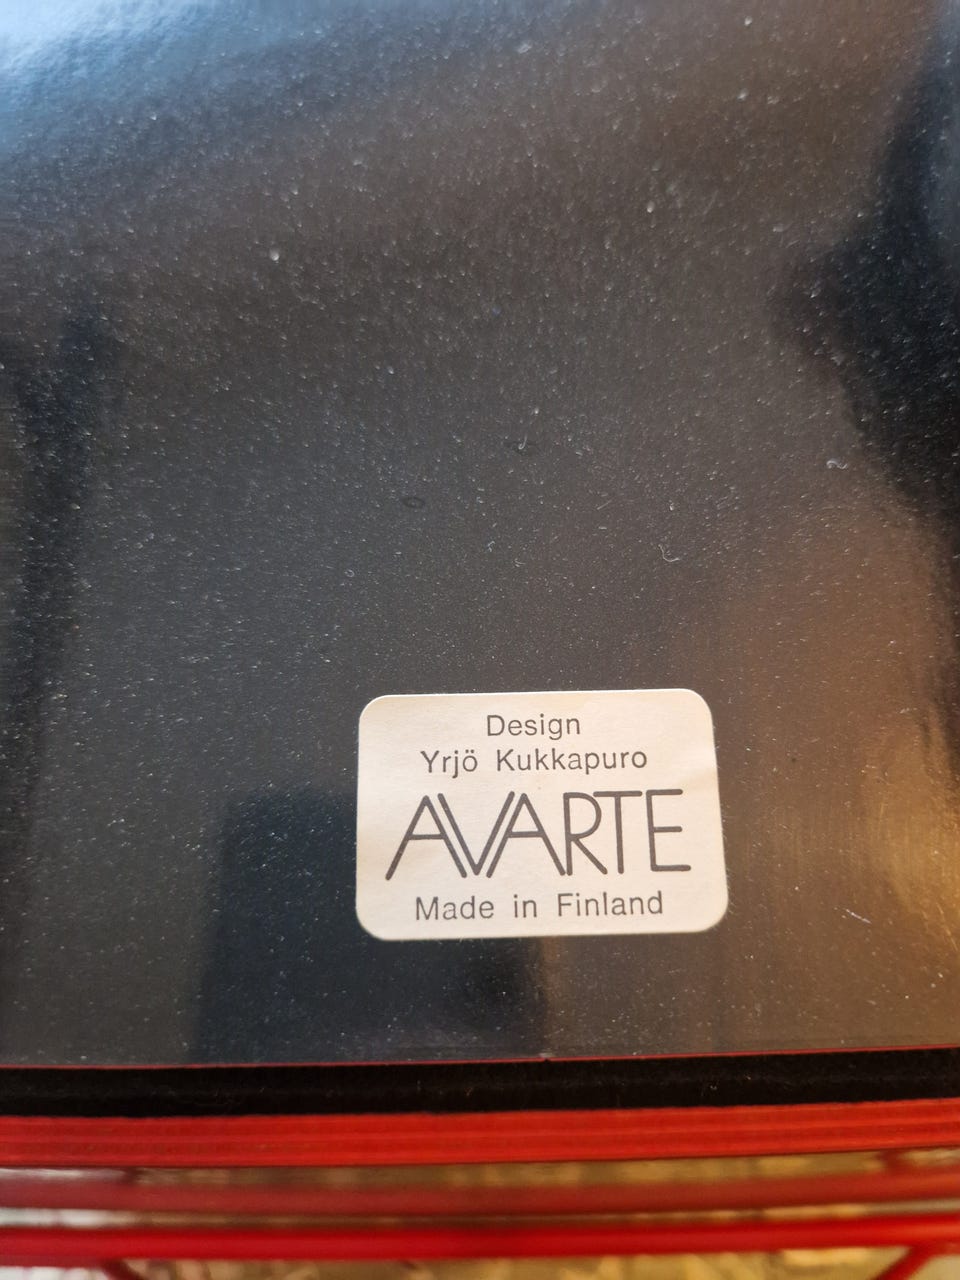 Design
Yrjö Kukkapuro
AVARTE
Made in Finland